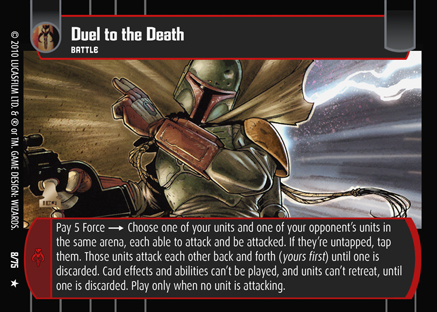 Duel to the Death
BATTLE
Pay 5 Force → Choose one of your units and one of your opponent's units in
the same arena, each able to attack and be attacked. If they're untapped, tap
them. Those units attack each other back and forth (yours first) until one is
discarded. Card effects and abilities can't be played, and units can't retreat, until
one is discarded. Play only when no unit is attacking.
© 2010 LUCASFILM LTD. & ® or TM. GAME DESIGN: WIZARDS. 8/75 ★